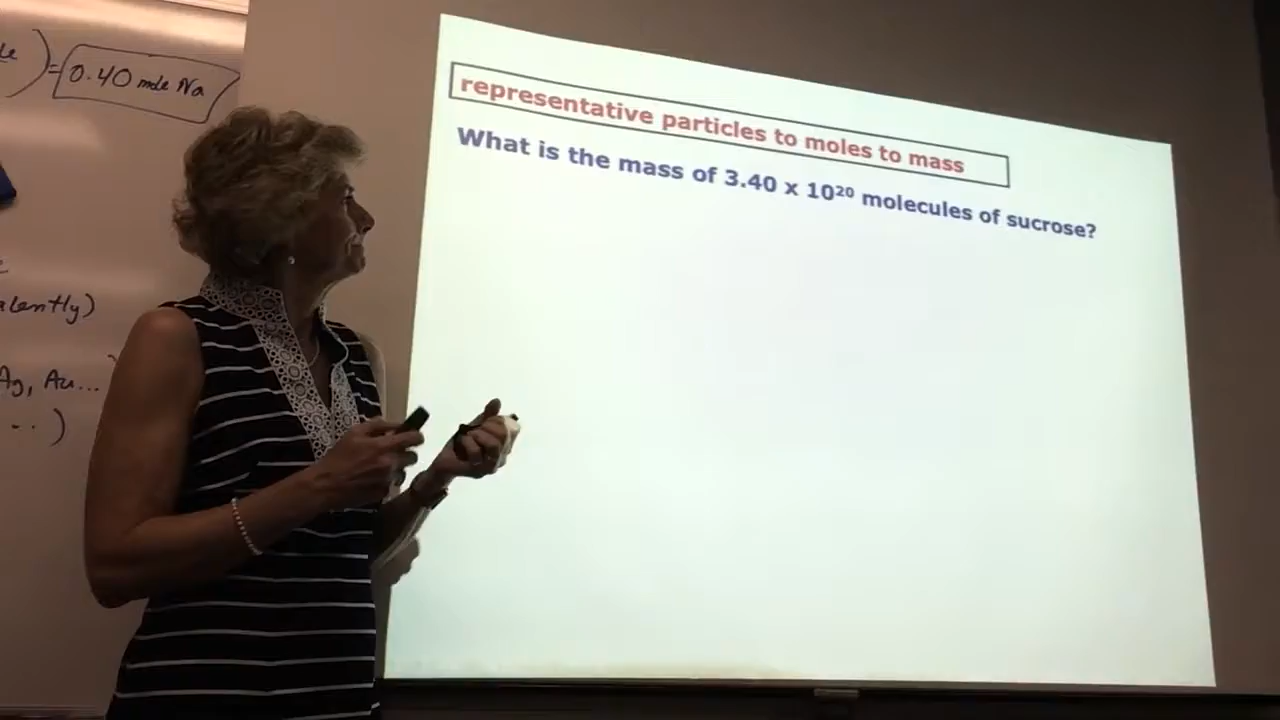 ) = 0.40 mole Na
alently)
Ag, Au...
representative particles to moles to mass
What is the mass of 3.40 x 10²⁰ molecules of sucrose?